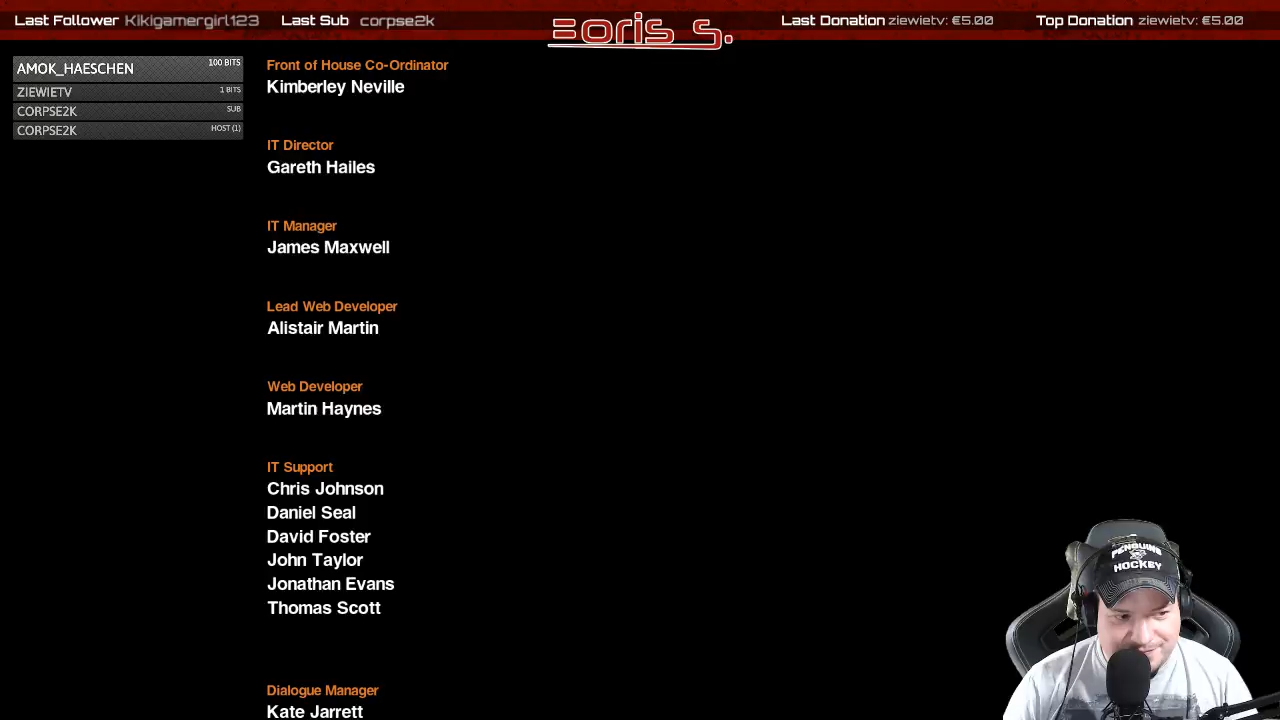 Last Follower Kikigamergirl123 Last Sub corpse2k Boris S. Last Donation ziewietv: €5.00 Top Donation ziewietv: €5.00
AMOK_HAESCHEN 100 BITS
ZIEWIETV 1 BITS
CORPSE2K SUB
CORPSE2K HOST (1)
Front of House Co-Ordinator
Kimberley Neville
IT Director
Gareth Hailes
IT Manager
James Maxwell
Lead Web Developer
Alistair Martin
Web Developer
Martin Haynes
IT Support
Chris Johnson
Daniel Seal
David Foster
John Taylor
Jonathan Evans
Thomas Scott
Dialogue Manager
Kate Jarrett
PENGUINS
HOCKEY